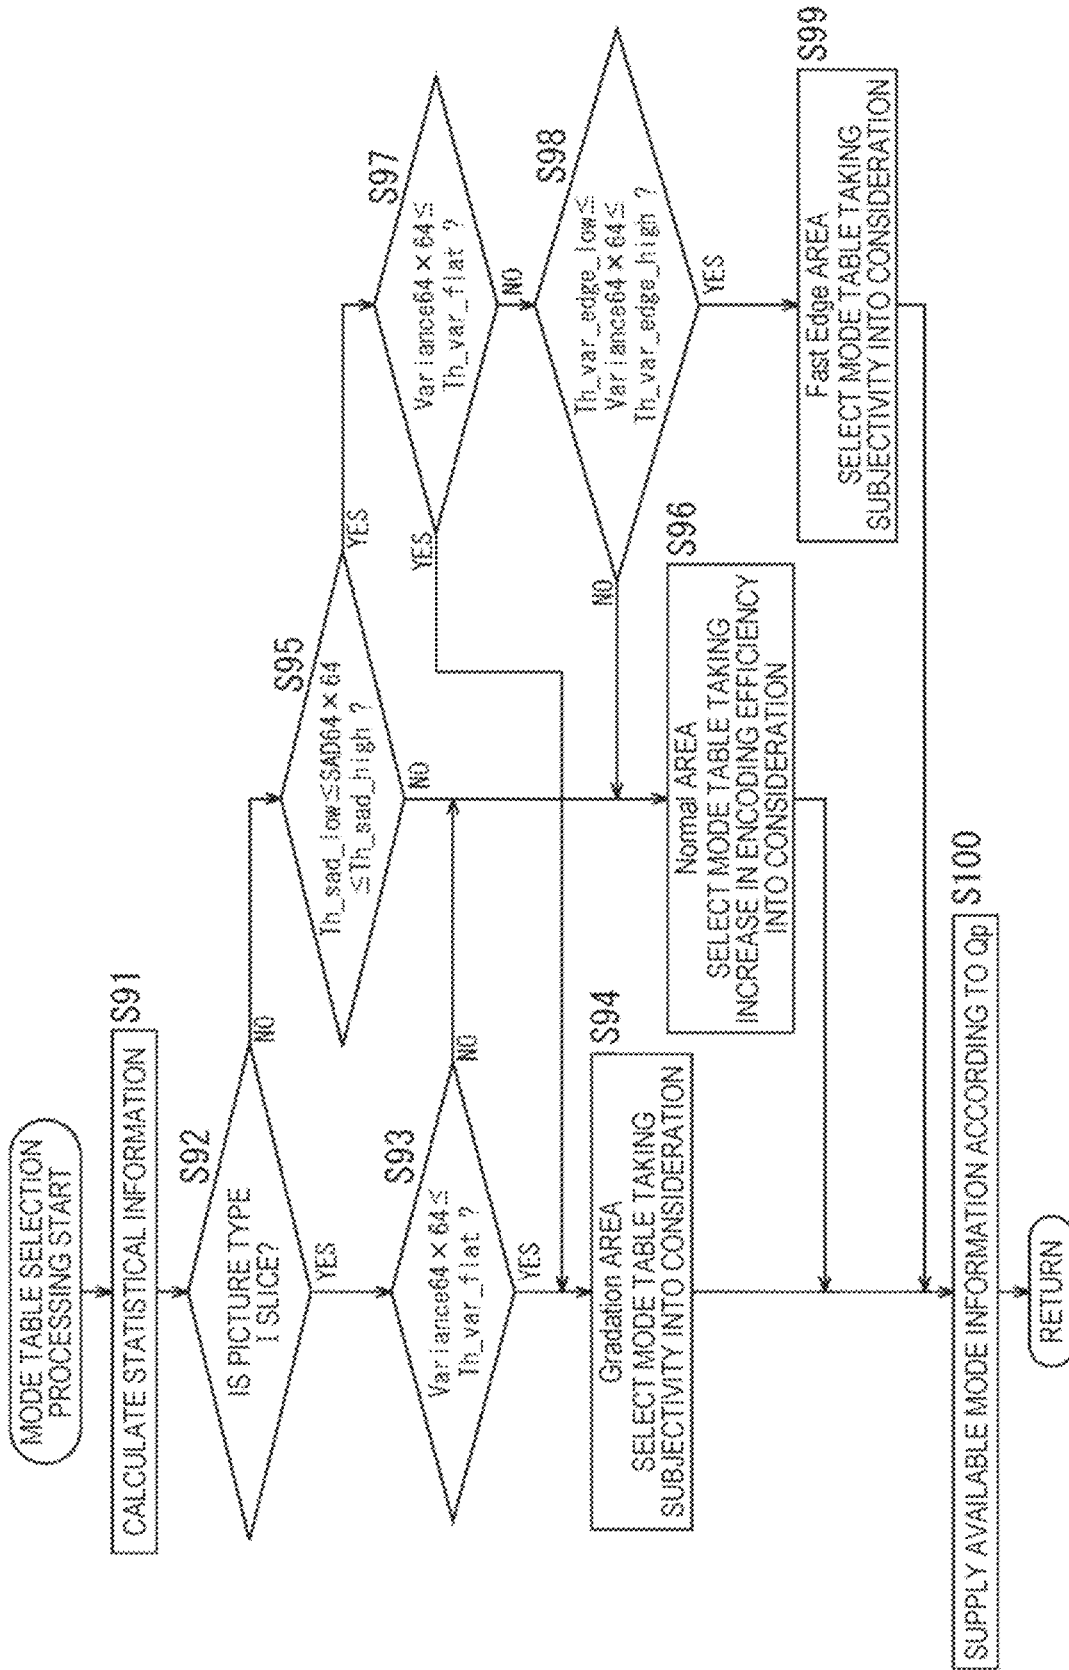 MODE TABLE SELECTION
PROCESSING START
CALCULATE STATISTICAL INFORMATION
S91
IS PICTURE TYPE
I SLICE?
S92
NO
YES
Variance64×64≤
Th_var_flat ?
S93
NO
YES
Gradation AREA
SELECT MODE TABLE TAKING
SUBJECTIVITY INTO CONSIDERATION
S94
Th_sad_low≤SAD64×64
≤Th_sad_high ?
S95
YES
NO
Normal AREA
SELECT MODE TABLE TAKING
INCREASE IN ENCODING EFFICIENCY
INTO CONSIDERATION
S96
Variance64×64≤
Th_var_flat ?
S97
YES
NO
Th_var_edge_low≤
Variance64×64≤
Th_var_edge_high ?
S98
NO
YES
Fast Edge AREA
SELECT MODE TABLE TAKING
SUBJECTIVITY INTO CONSIDERATION
S99
SUPPLY AVAILABLE MODE INFORMATION ACCORDING TO Qp
S100
RETURN